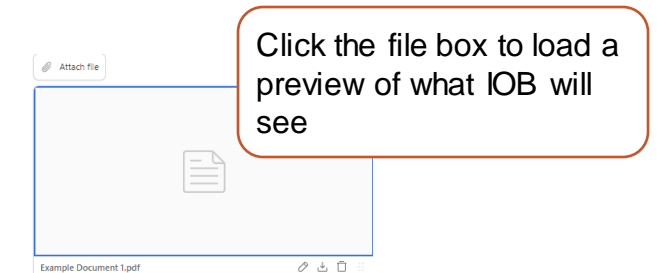 Attach file
Click the file box to load a
preview of what IOB will
see
Example Document 1.pdf